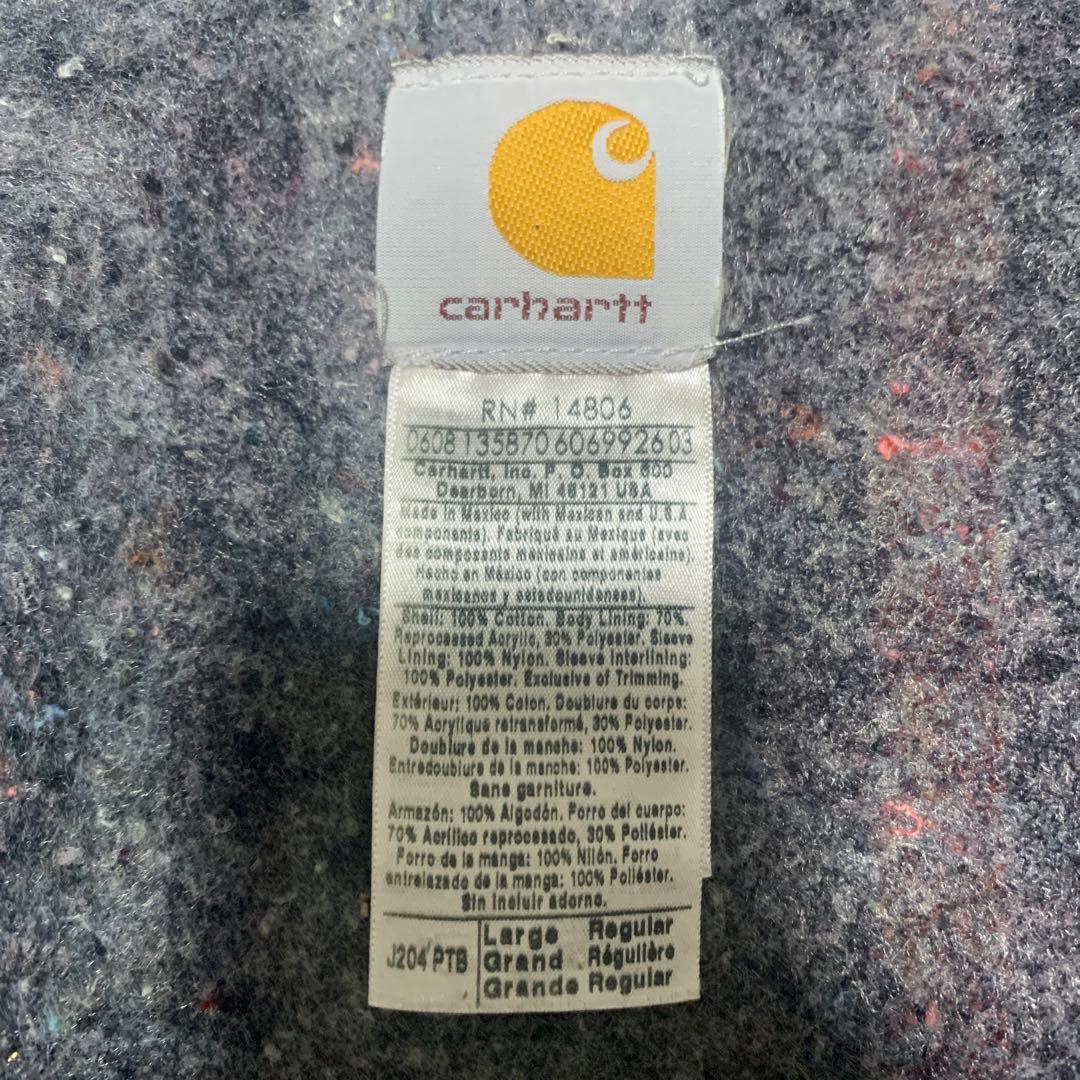 carhartt
RN# 14806
0608135870606992603
Carhartt, Inc. P. O. Box 600
Dearborn, MI 48121 USA
Made in Mexico (with Mexican and U.S.A
components). Fabriqué au Mexique (avec
des composants mexicains et américains).
Hecho en México (con componentes
mexicanos y estadounidenses).
Shell: 100% Cotton. Body Lining: 70%
Reprocessed Acrylic, 30% Polyester. Sleeve
Lining: 100% Nylon. Sleeve Interlining:
100% Polyester. Exclusive of Trimming.
Extérieur: 100% Coton. Doublure du corps:
70% Acrylique retransformé, 30% Polyester.
Doublure de la manche: 100% Nylon.
Entredoublure de la manche: 100% Polyester.
Sans garniture.
Armazón: 100% Algodón. Forro del cuerpo:
70% Acrílico reprocesado, 30% Poliéster.
Forro de la manga: 100% Nilón. Forro
entrelazado de la manga: 100% Poliéster.
Sin incluir adorno.
J204 PTB
Large Regular
Grand Régulière
Grande Regular